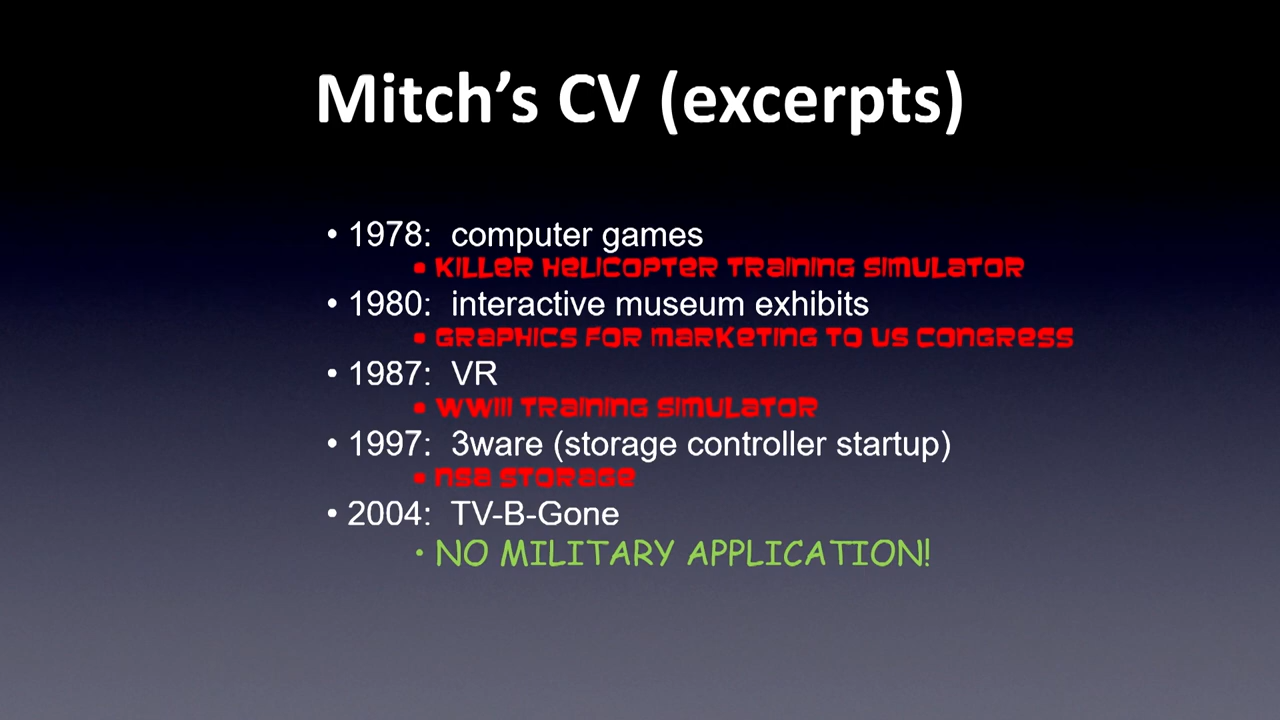 Mitch's CV (excerpts)
• 1978: computer games
• KILLER HELICOPTER TRAINING SIMULATOR
• 1980: interactive museum exhibits
• GRAPHICS FOR MARKETING TO US CONGRESS
• 1987: VR
• WWIII TRAINING SIMULATOR
• 1997: 3ware (storage controller startup)
• NSA STORAGE
• 2004: TV-B-Gone
• NO MILITARY APPLICATION!